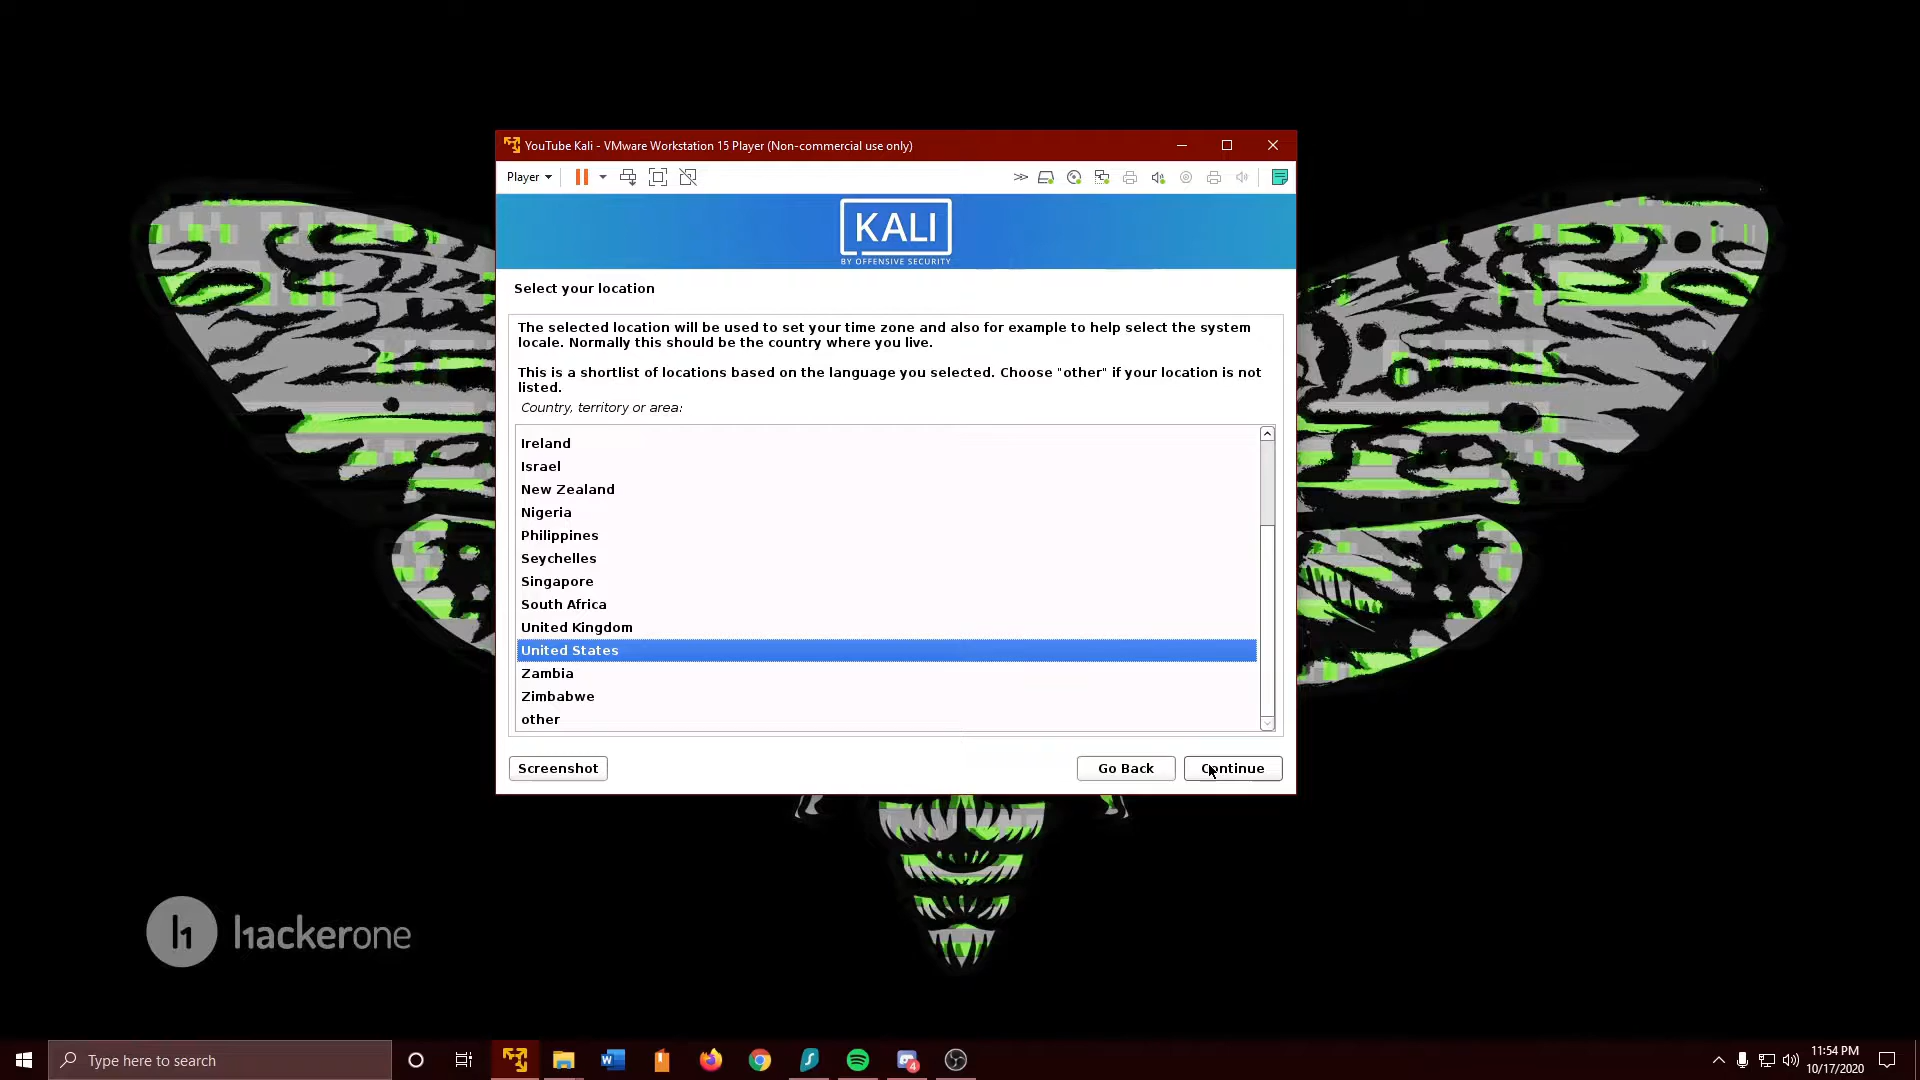 YouTube Kali - VMware Workstation 15 Player (Non-commercial use only)
Player
KALI
BY OFFENSIVE SECURITY
Select your location
The selected location will be used to set your time zone and also for example to help select the system
locale. Normally this should be the country where you live.
This is a shortlist of locations based on the language you selected. Choose "other" if your location is not
listed.
Country, territory or area:
Ireland
Israel
New Zealand
Nigeria
Philippines
Seychelles
Singapore
South Africa
United Kingdom
United States
Zambia
Zimbabwe
other
Screenshot
Go Back
Continue
h
hackerone
Type here to search
W
4
11:54 PM
10/17/2020